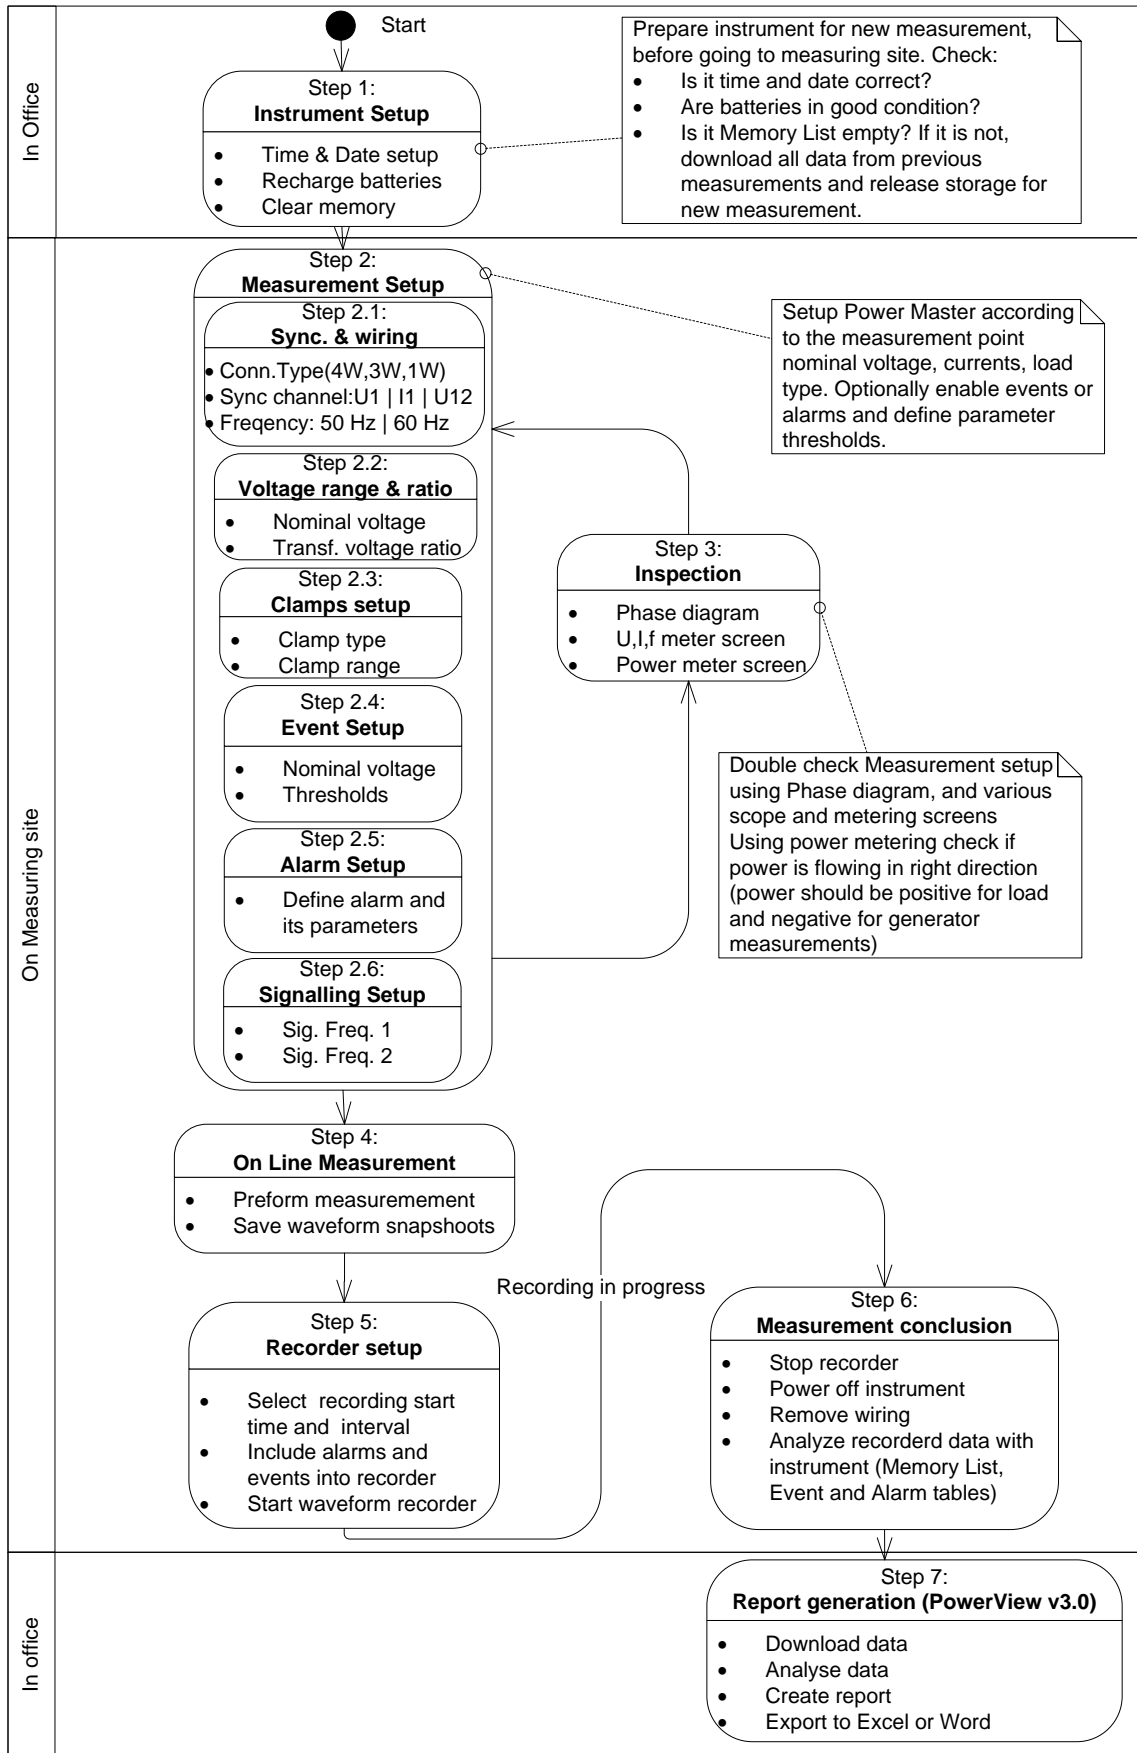 In Office
Start
Step 1:
Instrument Setup
• Time & Date setup
• Recharge batteries
• Clear memory
Prepare instrument for new measurement,
before going to measuring site. Check:
• Is it time and date correct?
• Are batteries in good condition?
• Is it Memory List empty? If it is not,
download all data from previous
measurements and release storage for
new measurement.
On Measuring site
Step 2:
Measurement Setup
Step 2.1:
Sync. & wiring
• Conn.Type(4W,3W,1W)
• Sync channel:U1 | I1 | U12
• Freqency: 50 Hz | 60 Hz
Step 2.2:
Voltage range & ratio
• Nominal voltage
• Transf. voltage ratio
Step 2.3:
Clamps setup
• Clamp type
• Clamp range
Step 2.4:
Event Setup
• Nominal voltage
• Thresholds
Step 2.5:
Alarm Setup
• Define alarm and
its parameters
Step 2.6:
Signalling Setup
• Sig. Freq. 1
• Sig. Freq. 2
Setup Power Master according
to the measurement point
nominal voltage, currents, load
type. Optionally enable events or
alarms and define parameter
thresholds.
Step 3:
Inspection
• Phase diagram
• U,I,f meter screen
• Power meter screen
Double check Measurement setup
using Phase diagram, and various
scope and metering screens
Using power metering check if
power is flowing in right direction
(power should be positive for load
and negative for generator
measurements)
Step 4:
On Line Measurement
• Preform measuremement
• Save waveform snapshoots
Step 5:
Recorder setup
• Select recording start
time and interval
• Include alarms and
events into recorder
• Start waveform recorder
Recording in progress
Step 6:
Measurement conclusion
• Stop recorder
• Power off instrument
• Remove wiring
• Analyze recorderd data with
instrument (Memory List,
Event and Alarm tables)
In office
Step 7:
Report generation (PowerView v3.0)
• Download data
• Analyse data
• Create report
• Export to Excel or Word